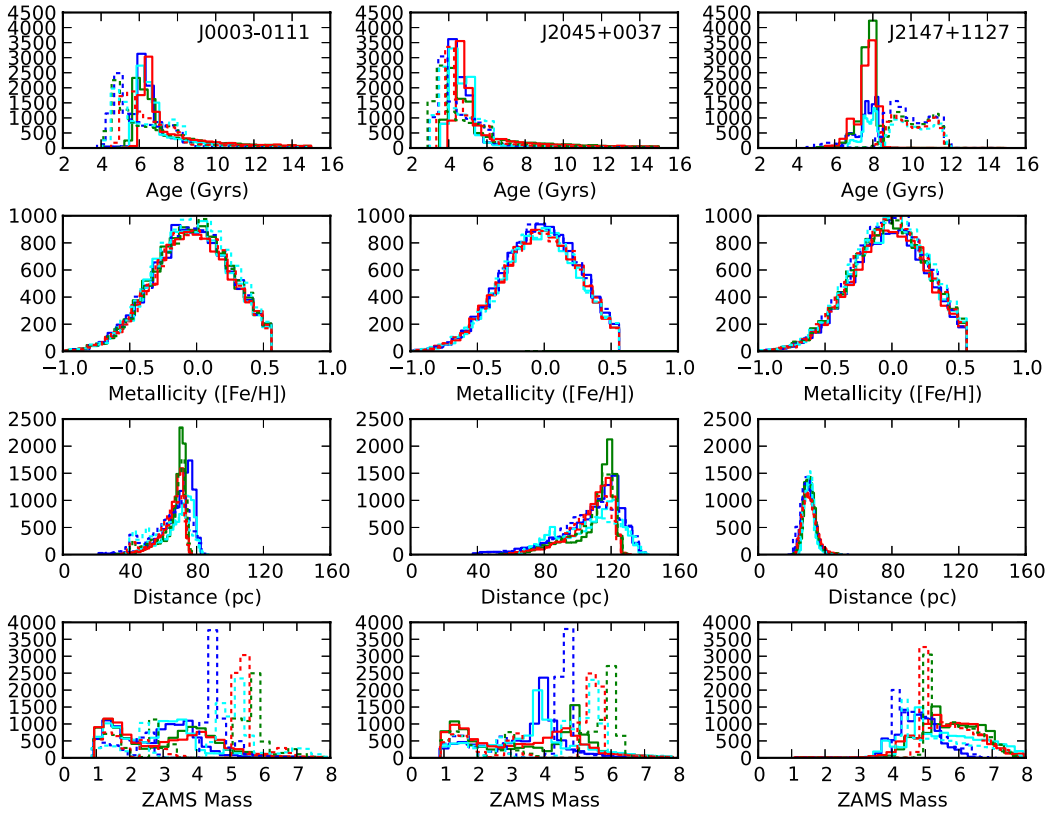 J0003-0111
J2045+0037
J2147+1127
0 500 1000 1500 2000 2500 3000 3500 4000 4500
2 4 6 8 10 12 14 16
Age (Gyrs)
0 500 1000 1500 2000 2500 3000 3500 4000 4500
2 4 6 8 10 12 14 16
Age (Gyrs)
0 500 1000 1500 2000 2500 3000 3500 4000 4500
2 4 6 8 10 12 14 16
Age (Gyrs)
0 200 400 600 800 1000
−1.0 −0.5 0.0 0.5 1.0
Metallicity ([Fe/H])
0 200 400 600 800 1000
−1.0 −0.5 0.0 0.5 1.0
Metallicity ([Fe/H])
0 200 400 600 800 1000
−1.0 −0.5 0.0 0.5 1.0
Metallicity ([Fe/H])
0 500 1000 1500 2000 2500
0 40 80 120 160
Distance (pc)
0 500 1000 1500 2000 2500
0 40 80 120 160
Distance (pc)
0 500 1000 1500 2000 2500
0 40 80 120 160
Distance (pc)
0 500 1000 1500 2000 2500 3000 3500 4000
0 1 2 3 4 5 6 7 8
ZAMS Mass
0 500 1000 1500 2000 2500 3000 3500 4000
0 1 2 3 4 5 6 7 8
ZAMS Mass
0 500 1000 1500 2000 2500 3000 3500 4000
0 1 2 3 4 5 6 7 8
ZAMS Mass